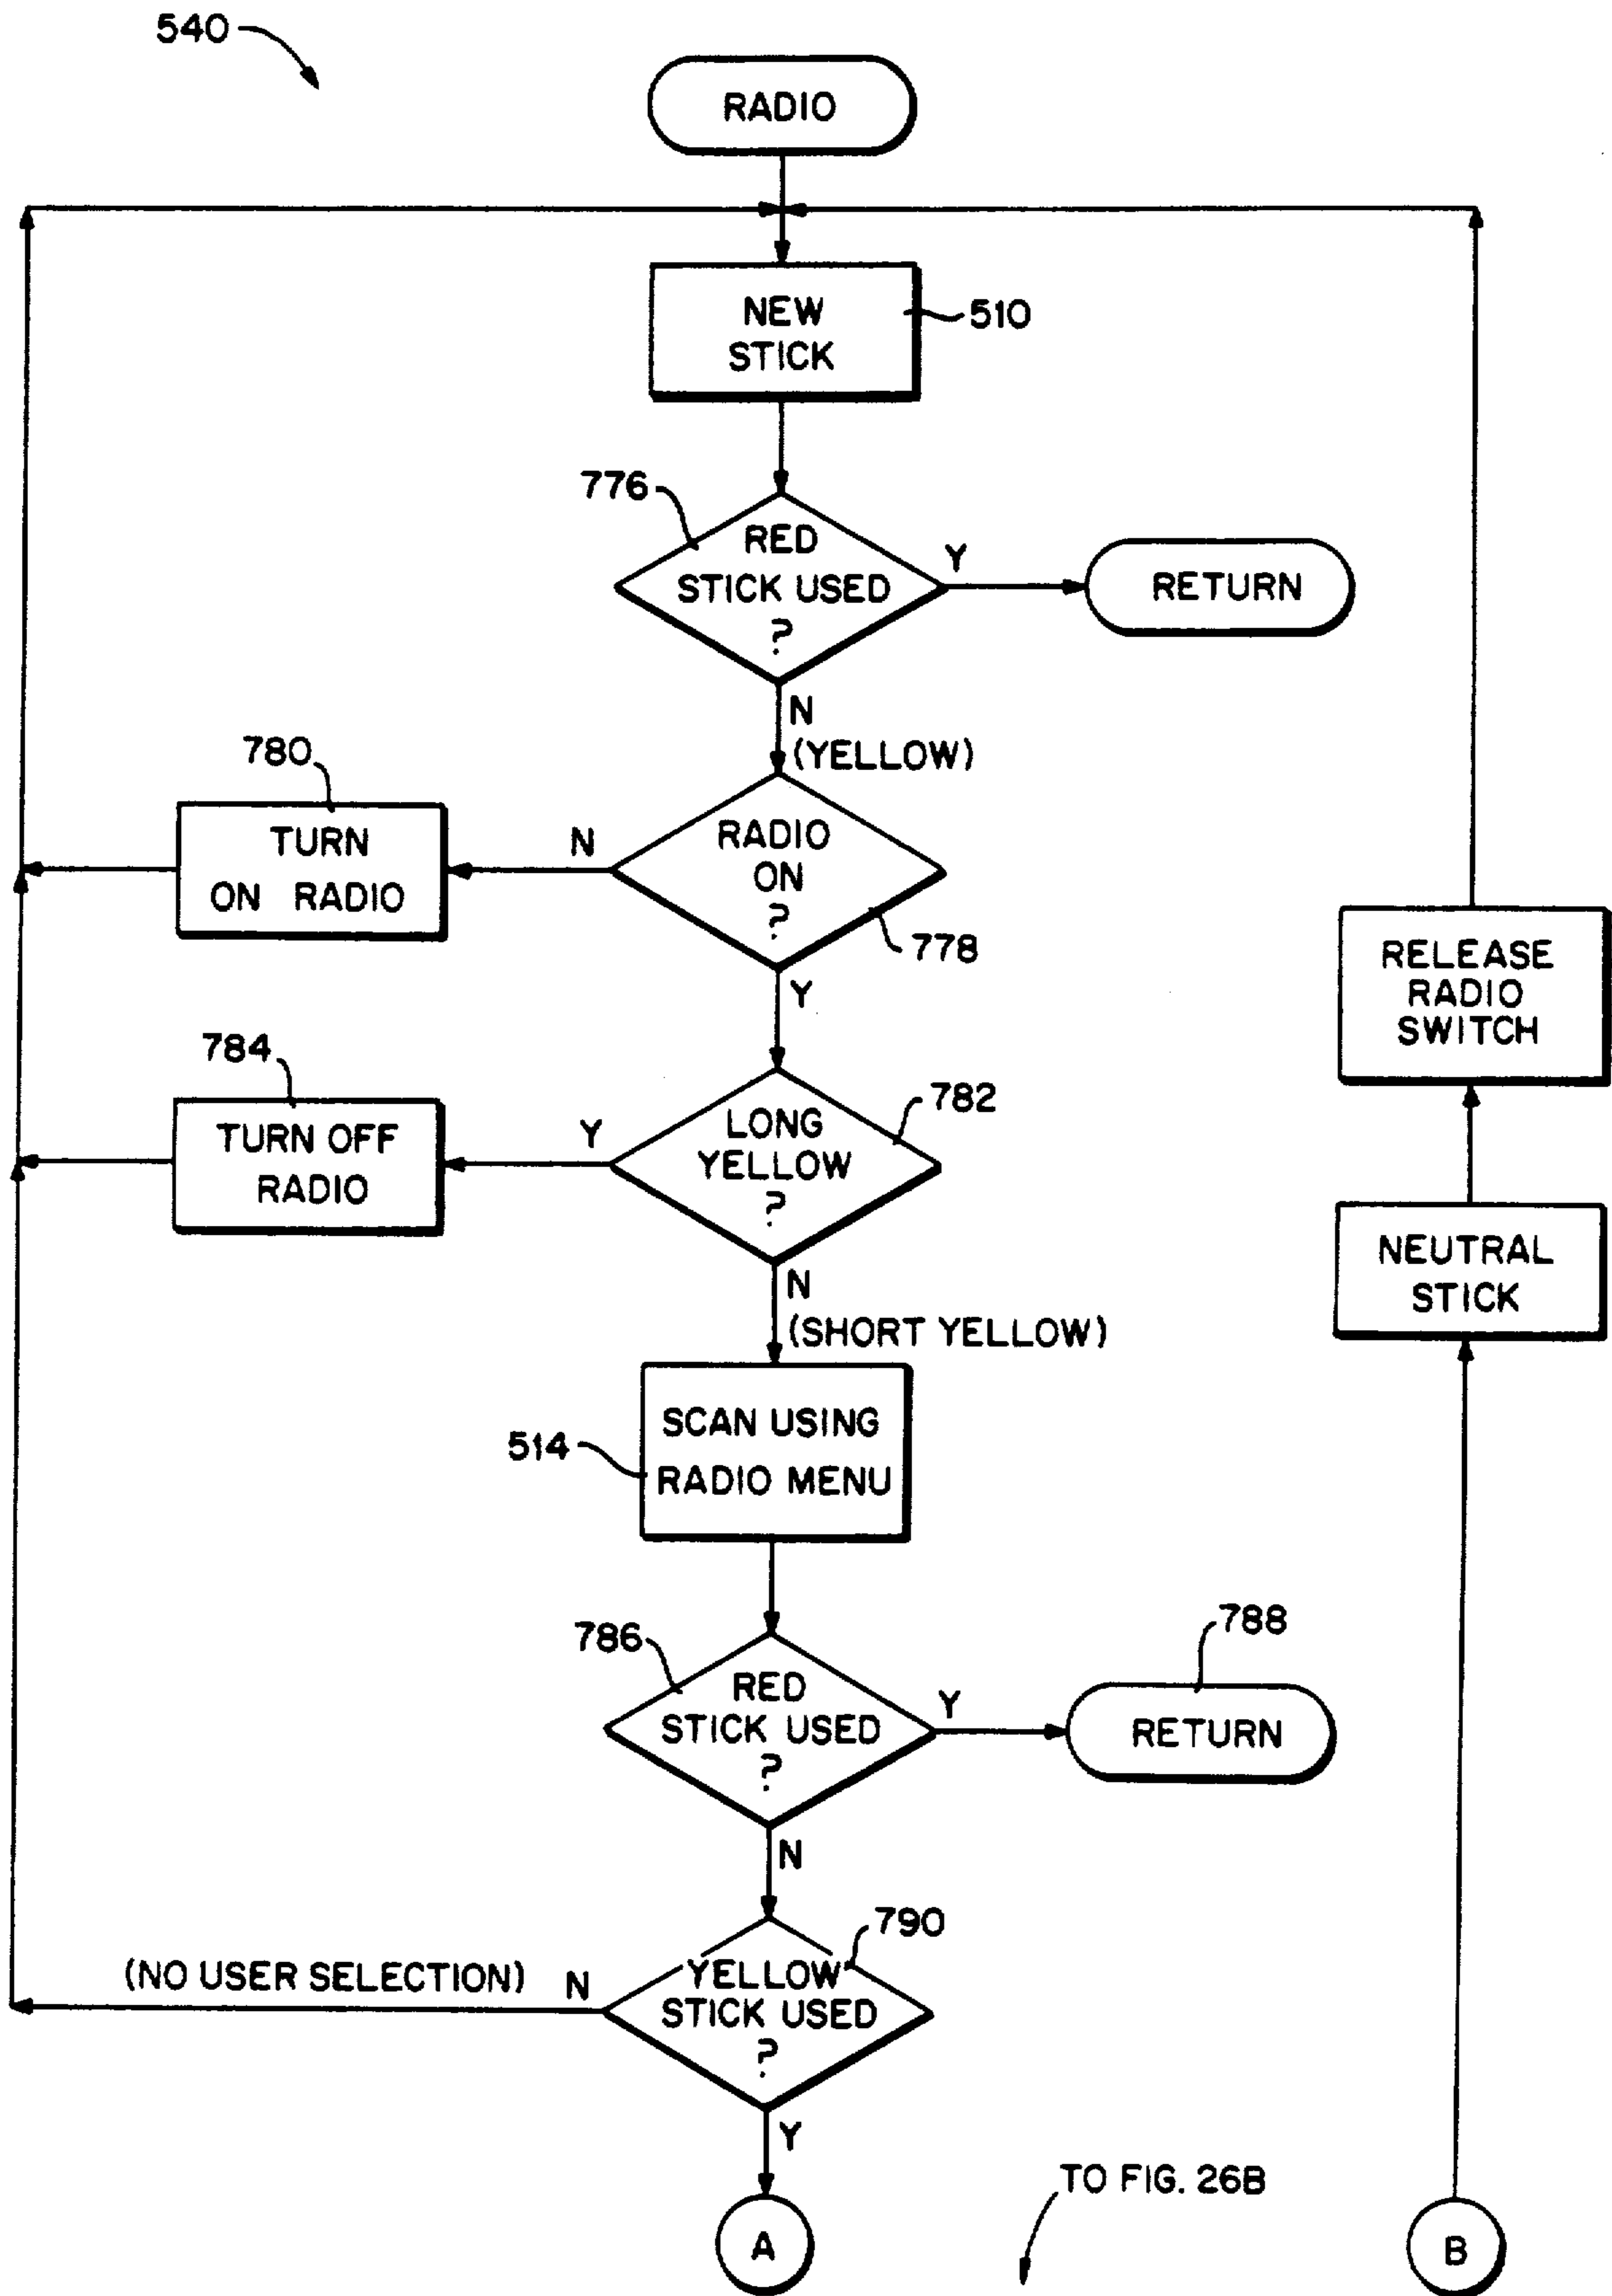 540
RADIO
NEW
STICK
510
776
RED
STICK USED
?
Y
RETURN
N
(YELLOW)
780
TURN
ON RADIO
N
RADIO
ON
?
778
Y
RELEASE
RADIO
SWITCH
784
TURN OFF
RADIO
Y
LONG
YELLOW
?
782
N
(SHORT YELLOW)
NEUTRAL
STICK
514
SCAN USING
RADIO MENU
786
RED
STICK USED
?
Y
788
RETURN
N
790
(NO USER SELECTION)
N
YELLOW
STICK USED
?
Y
TO FIG. 26B
A
B